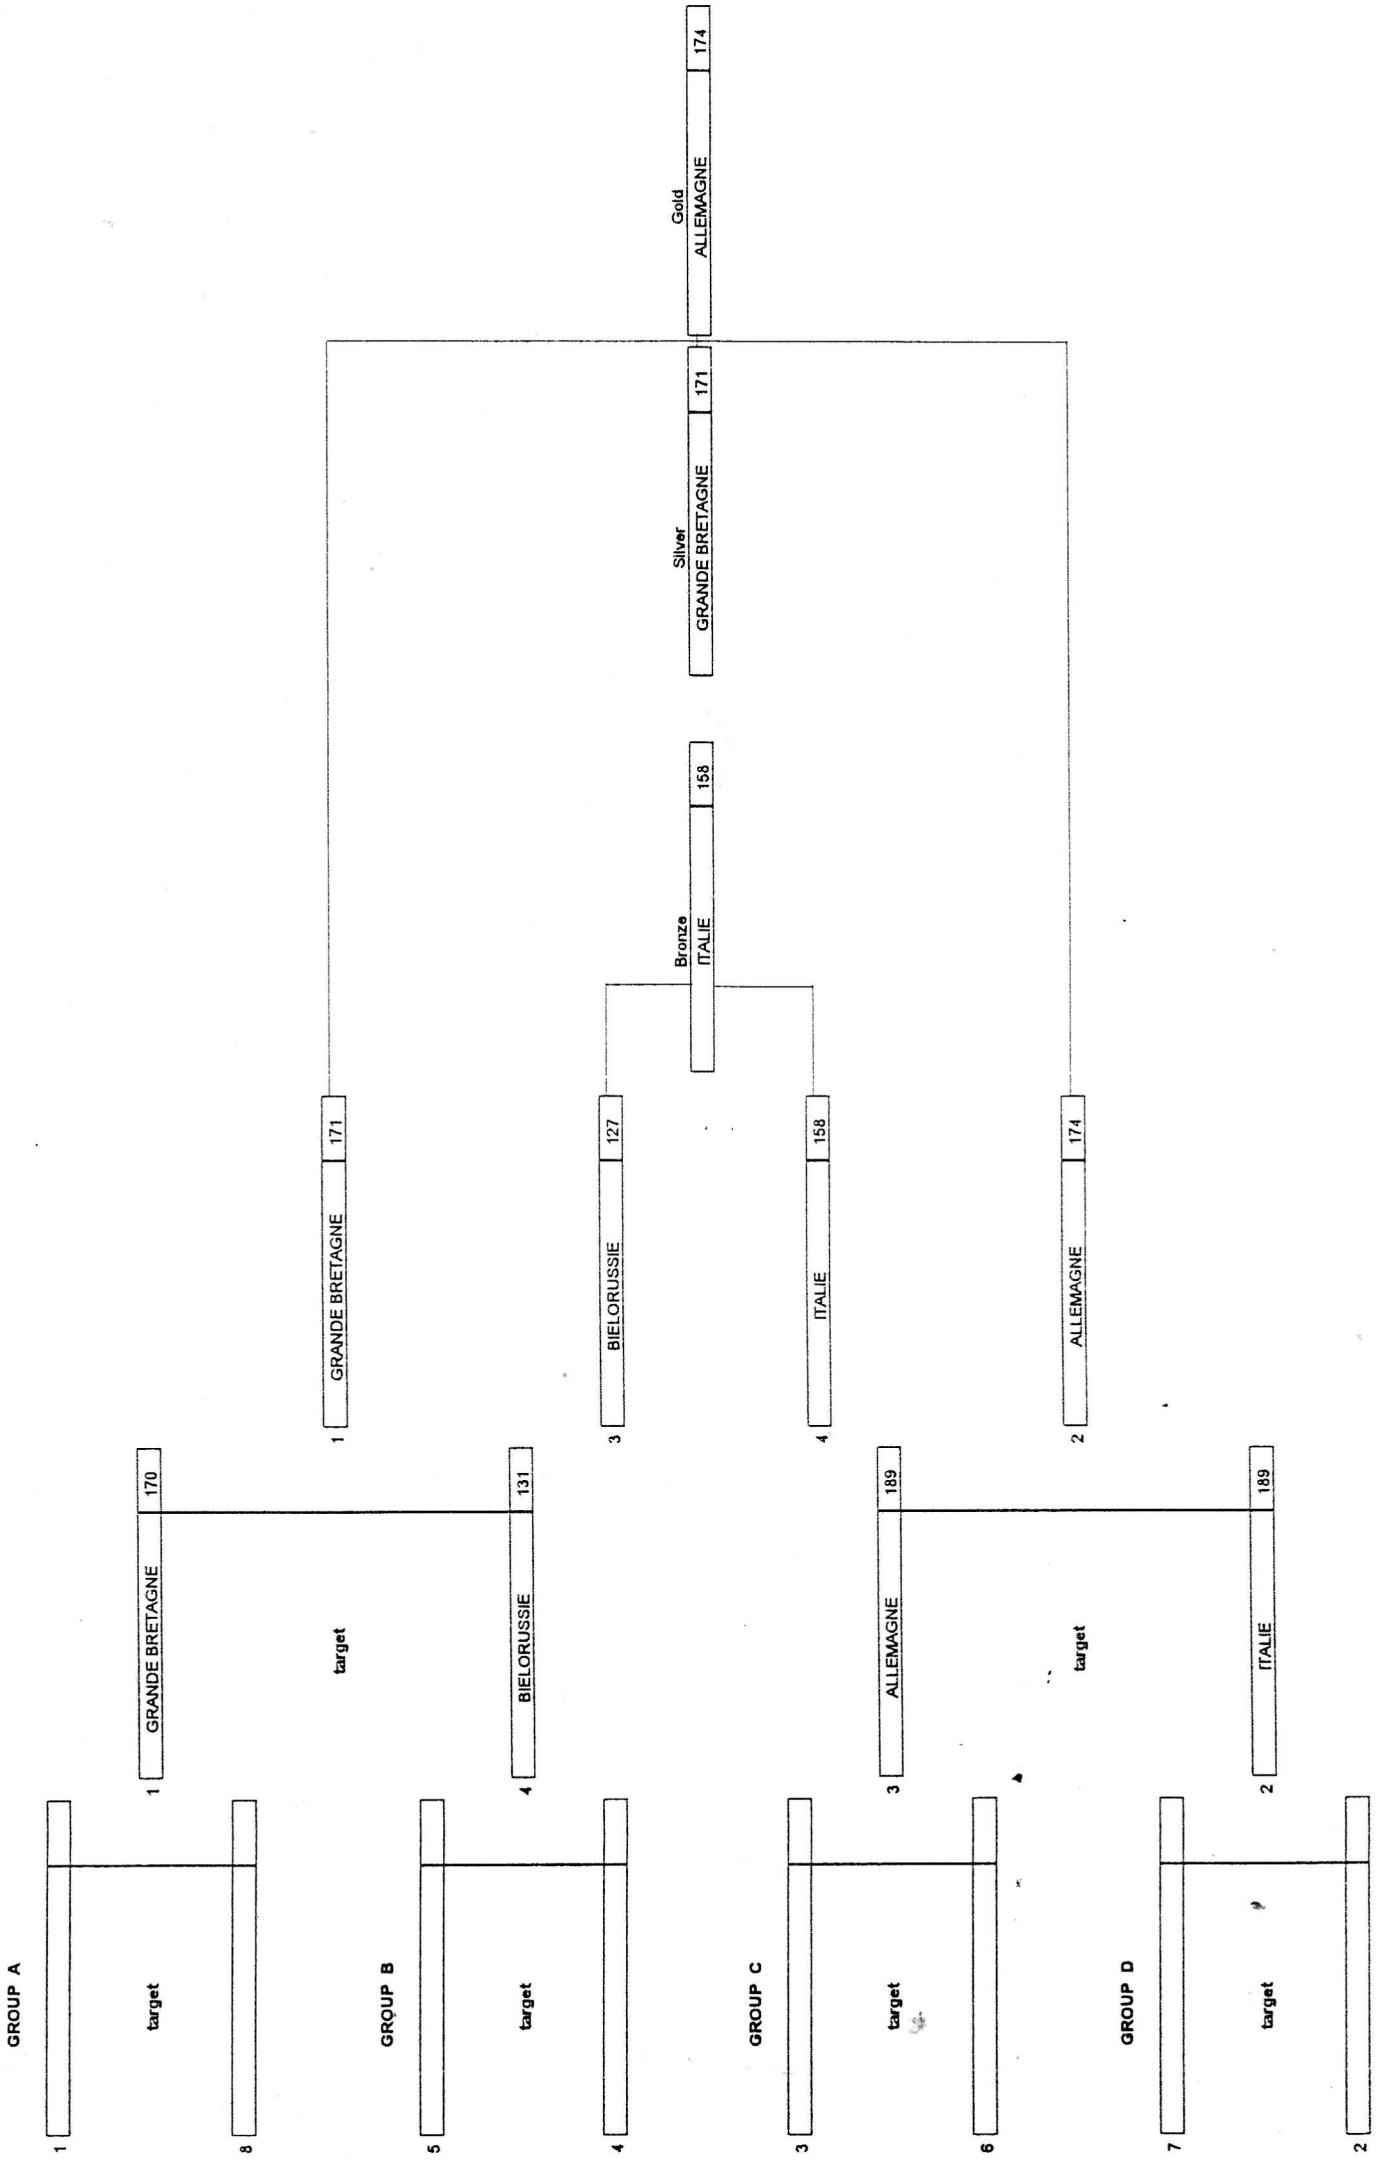 GROUP A
1
target
8
GROUP B
5
target
4
GROUP C
3
target
6
GROUP D
7
target
2
1 GRANDE BRETAGNE 170
target
4 BIELORUSSIE 131
3 ALLEMAGNE 189
target
2 ITALIE 189
1 GRANDE BRETAGNE 171
3 BIELORUSSIE 127
4 ITALIE 158
2 ALLEMAGNE 174
Bronze
ITALIE 158
Silver
GRANDE BRETAGNE 171
Gold
ALLEMAGNE 174